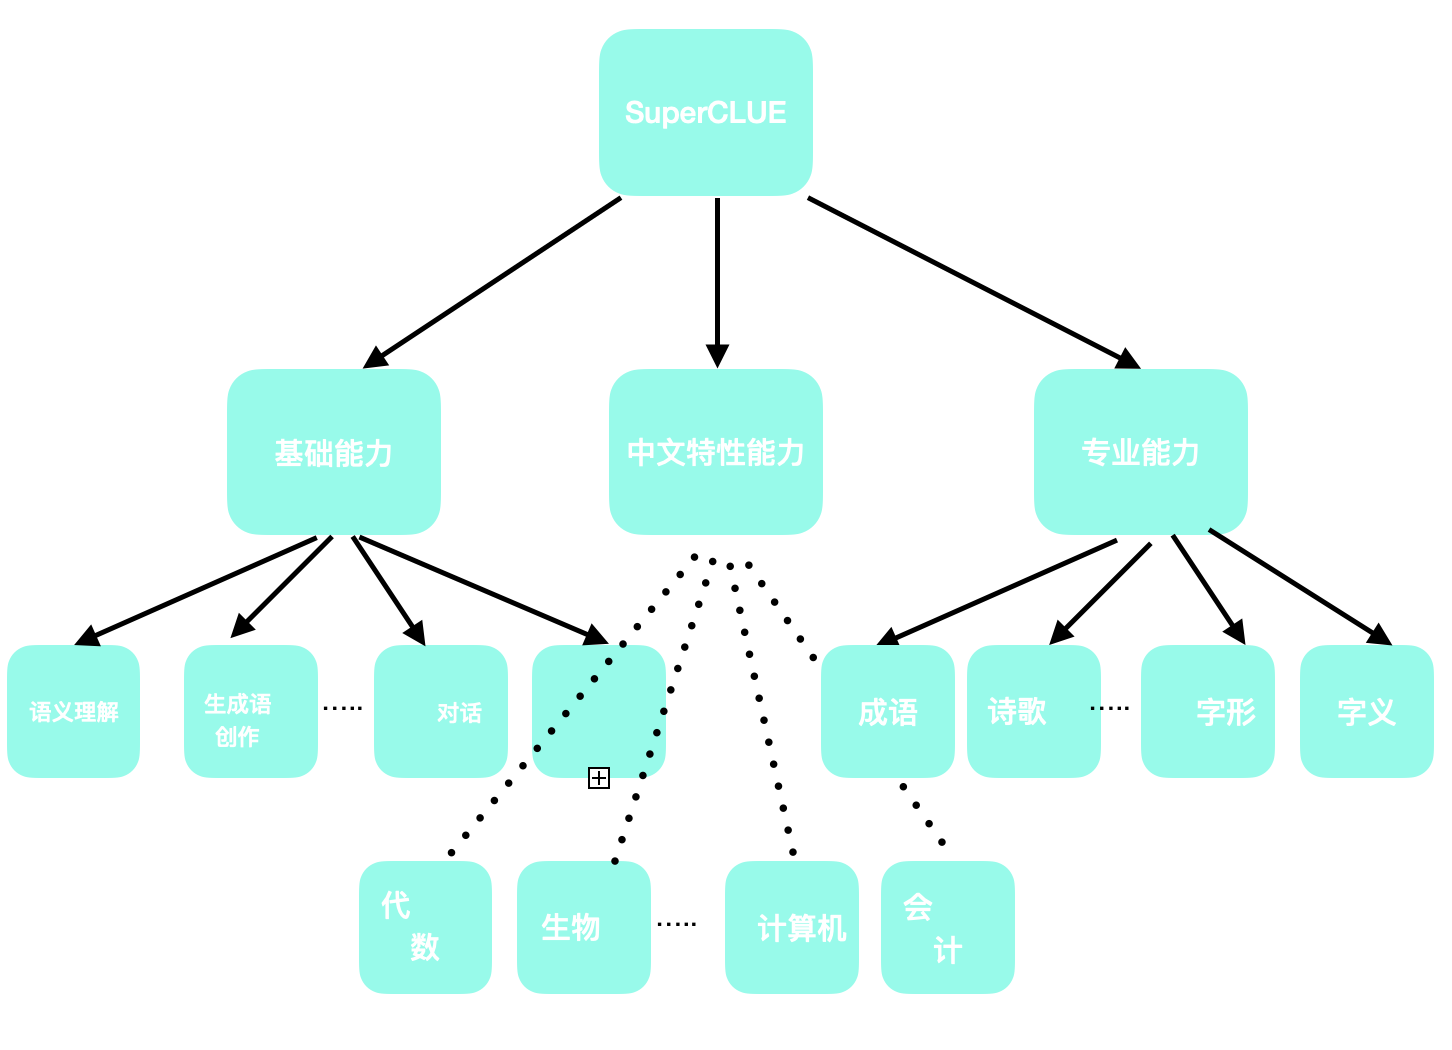 SuperCLUE
基础能力
中文特性能力
专业能力
语义理解
生成语
创作
·····
对话
成语
诗歌
·····
字形
字义
代
数
生物
·····
计算机
会
计